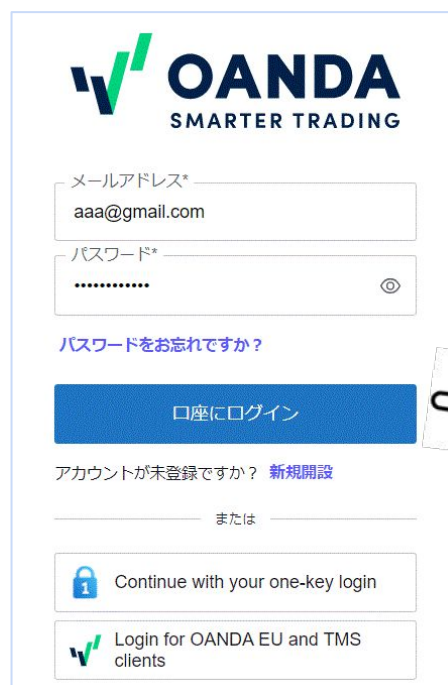 OANDA
SMARTER TRADING
メールアドレス*
aaa@gmail.com
パスワード*
••••••••••••
パスワードをお忘れですか？
口座にログイン
アカウントが未登録ですか？ 新規開設
または
1
Continue with your one-key login
Login for OANDA EU and TMS
clients